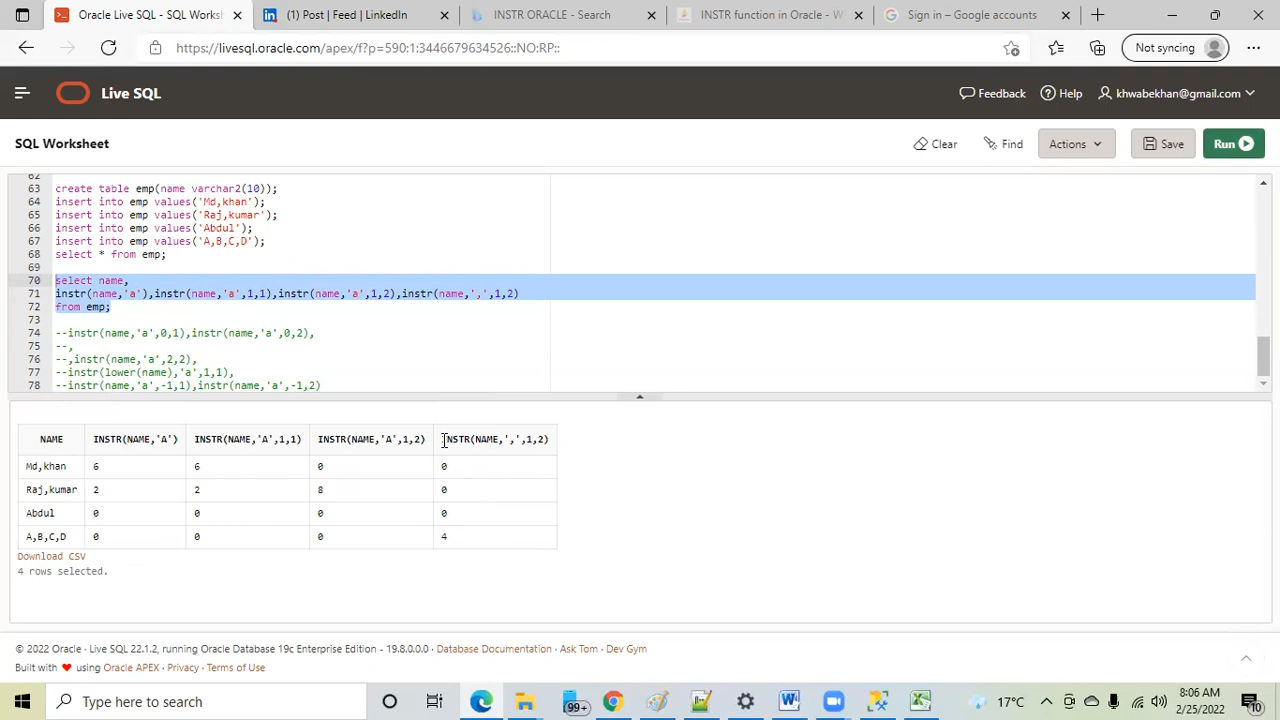 Oracle Live SQL - SQL Worksh
(1) Post | Feed | LinkedIn
INSTR ORACLE - Search
INSTR function in Oracle - W
Sign in – Google accounts
https://livesql.oracle.com/apex/f?p=590:1:3446679634526::NO:RP::
Not syncing
Live SQL
Feedback
Help
khwabekhan@gmail.com
SQL Worksheet
Clear
Find
Actions
Save
Run
62
63 create table emp(name varchar2(10));
64 insert into emp values('Md,khan');
65 insert into emp values('Raj,kumar');
66 insert into emp values('Abdul');
67 insert into emp values('A,B,C,D');
68 select * from emp;
69
70 select name,
71 instr(name,'a'),instr(name,'a',1,1),instr(name,'a',1,2),instr(name,',',1,2)
72 from emp;
73
74 --instr(name,'a',0,1),instr(name,'a',0,2),
75 --,
76 --,instr(name,'a',2,2),
77 --instr(lower(name),'a',1,1),
78 --instr(name,'a',-1,1),instr(name,'a',-1,2)
NAME INSTR(NAME,'A') INSTR(NAME,'A',1,1) INSTR(NAME,'A',1,2) INSTR(NAME,',',1,2)
Md,khan 6 6 0 0
Raj,kumar 2 2 8 0
Abdul 0 0 0 0
A,B,C,D 0 0 0 4
Download CSV
4 rows selected.
© 2022 Oracle · Live SQL 22.1.2, running Oracle Database 19c Enterprise Edition - 19.8.0.0.0 · Database Documentation · Ask Tom · Dev Gym
Built with ❤ using Oracle APEX · Privacy · Terms of Use
Type here to search
99+
17°C
8:06 AM
2/25/2022
10